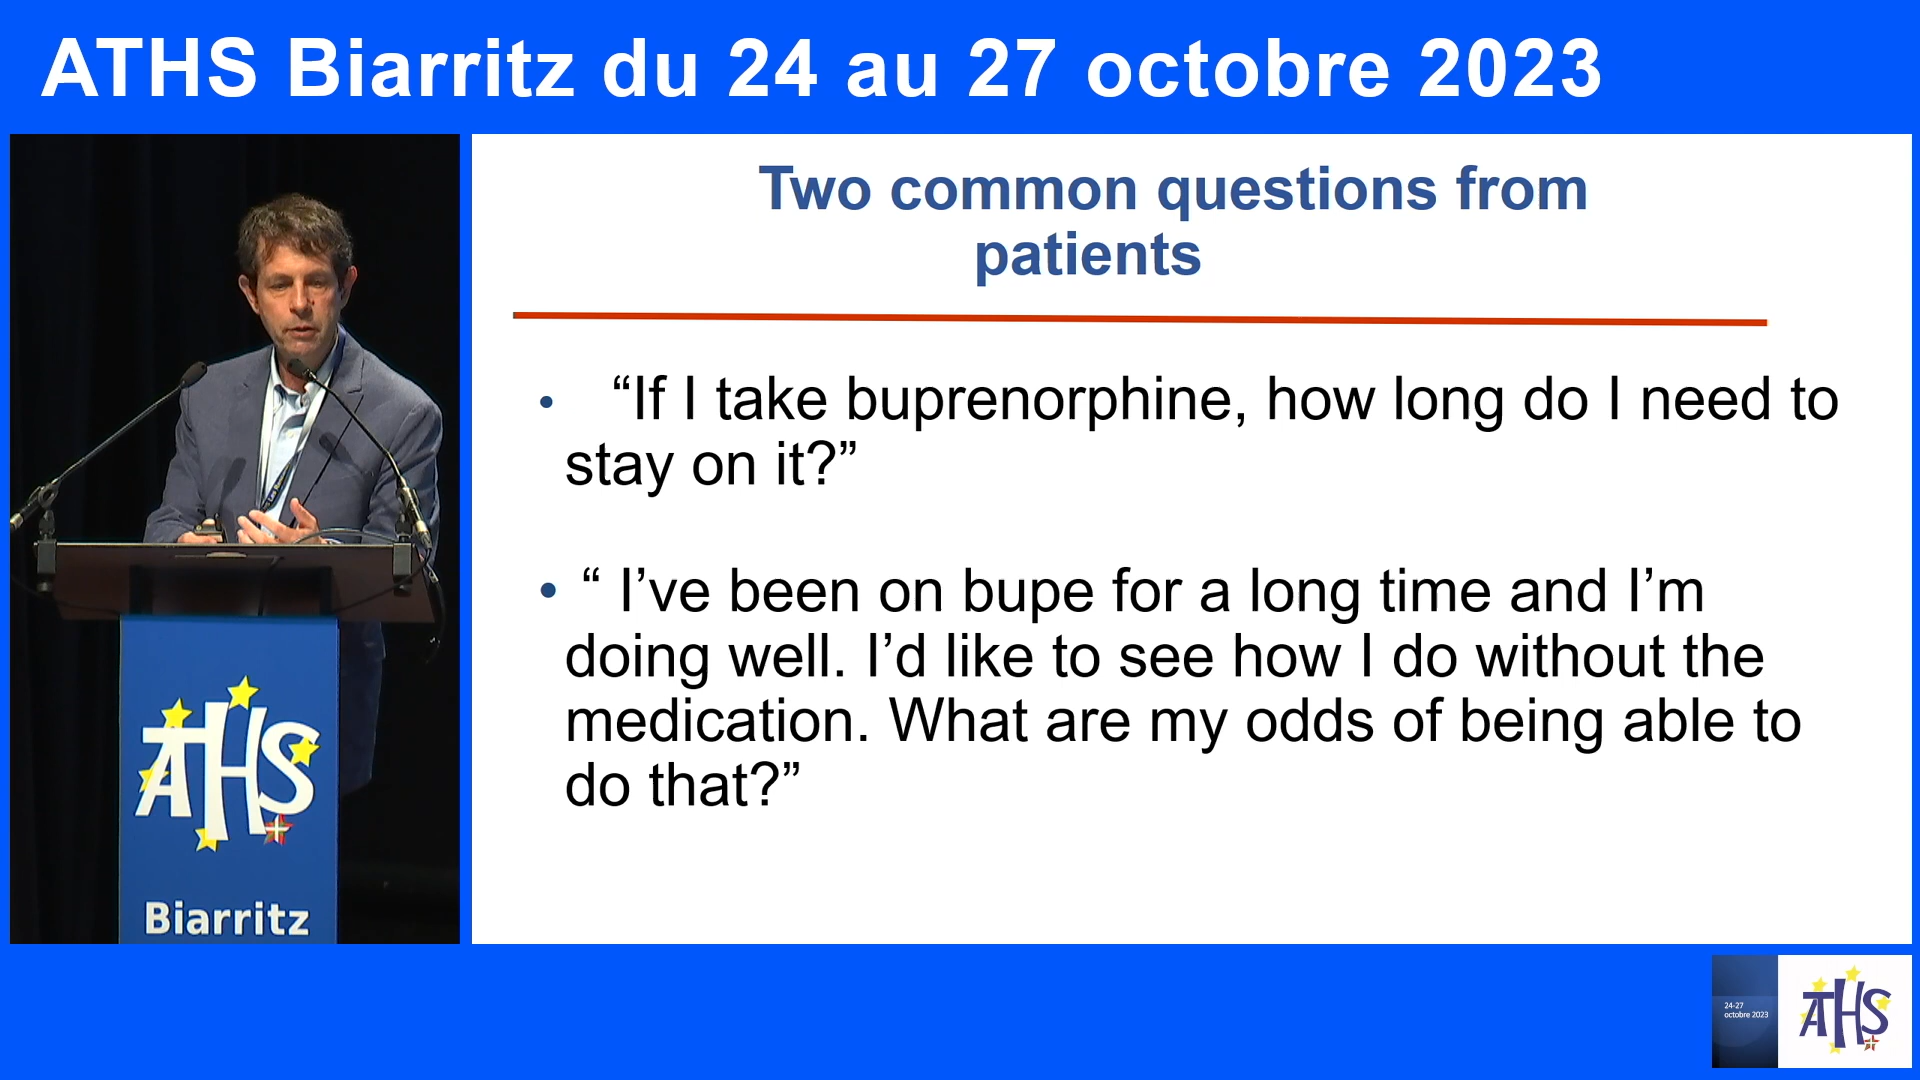 ATHS Biarritz du 24 au 27 octobre 2023
Two common questions from
patients
• “If I take buprenorphine, how long do I need to
stay on it?”
• “ I’ve been on bupe for a long time and I’m
doing well. I’d like to see how I do without the
medication. What are my odds of being able to
do that?”
ATHS
Biarritz
24-27
octobre 2023
ATHS